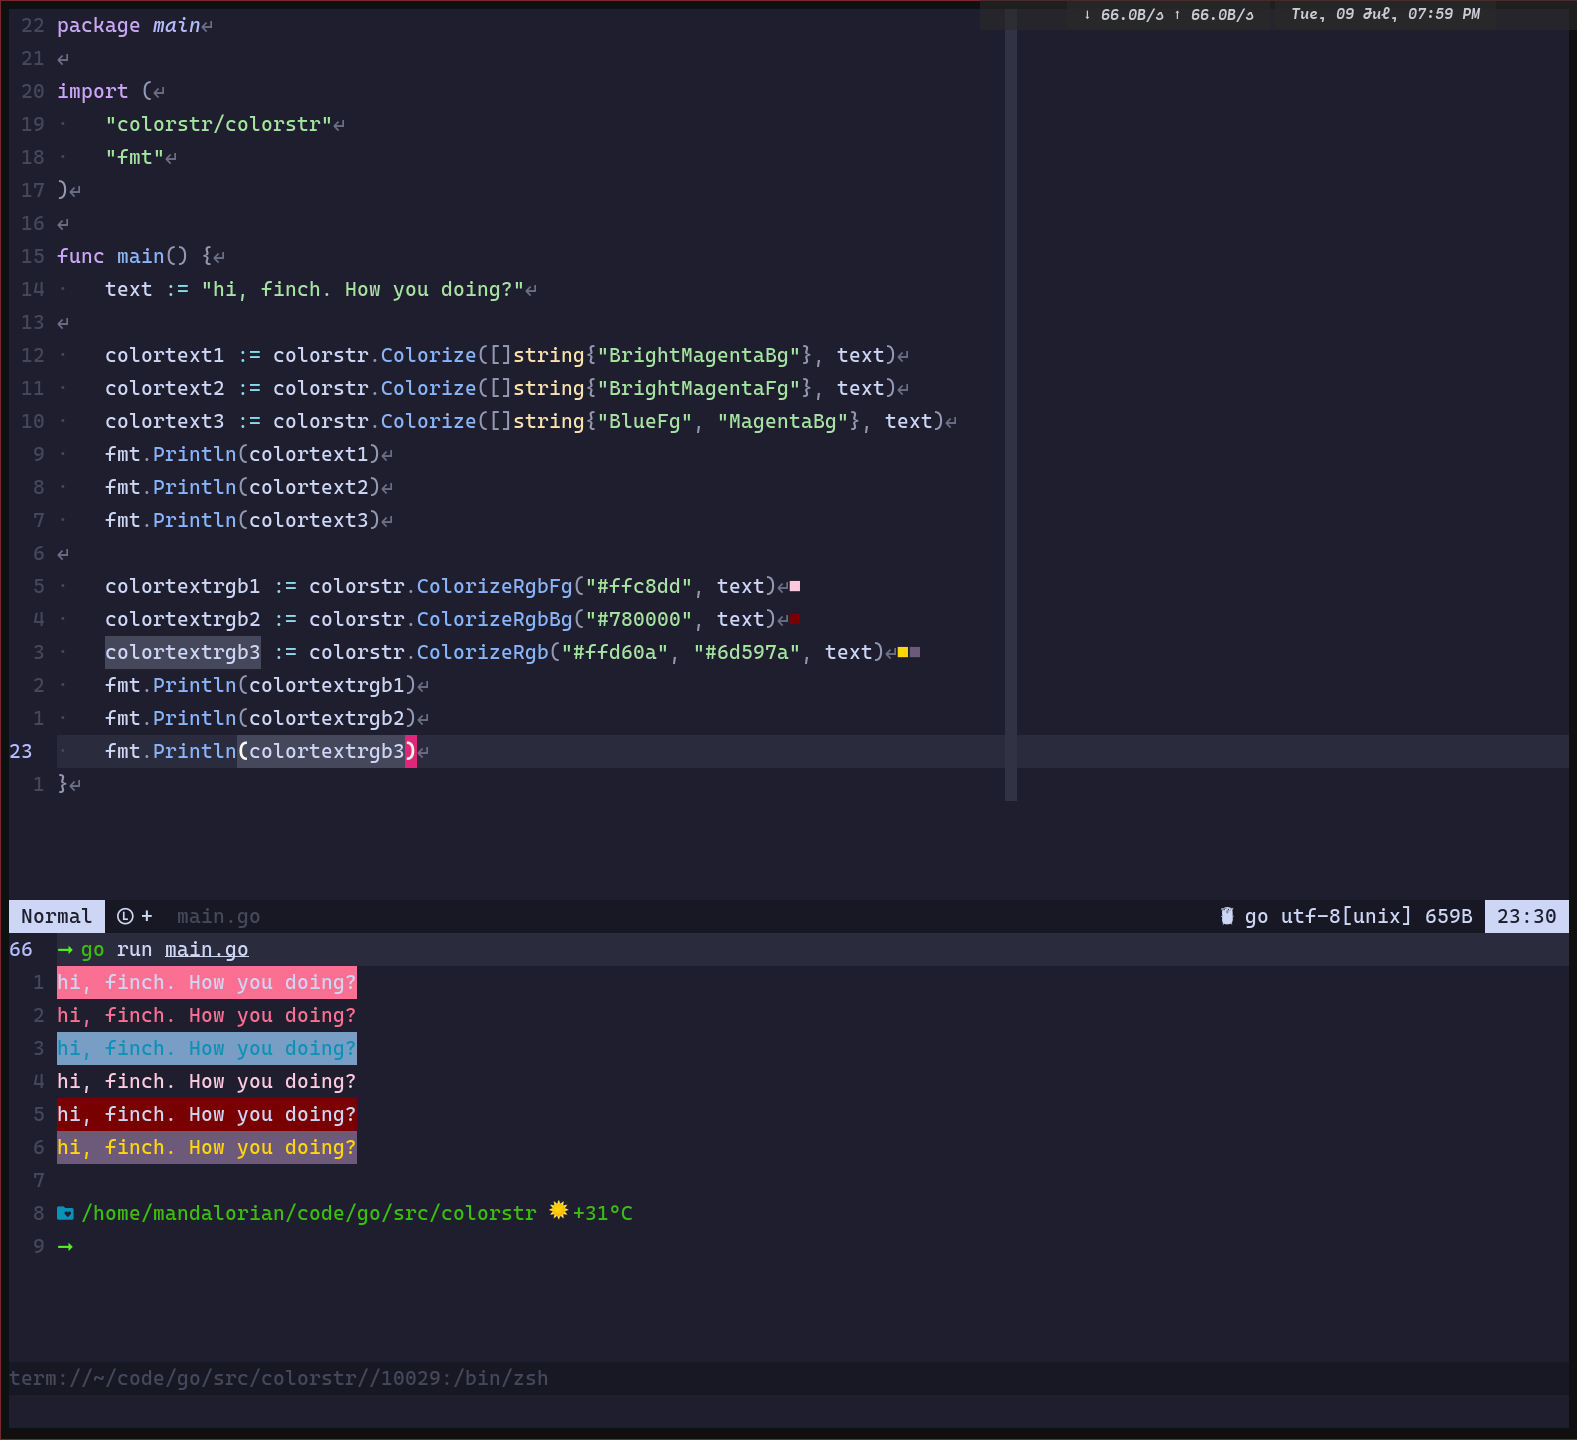 ↓ 66.0B/s ↑ 66.0B/s Tue, 09 Jul, 07:59 PM
22 package main↵
21 ↵
20 import (↵
19 ·   "colorstr/colorstr"↵
18 ·   "fmt"↵
17 )↵
16 ↵
15 func main() {↵
14 ·   text := "hi, finch. How you doing?"↵
13 ↵
12 ·   colortext1 := colorstr.Colorize([]string{"BrightMagentaBg"}, text)↵
11 ·   colortext2 := colorstr.Colorize([]string{"BrightMagentaFg"}, text)↵
10 ·   colortext3 := colorstr.Colorize([]string{"BlueFg", "MagentaBg"}, text)↵
9 ·   fmt.Println(colortext1)↵
8 ·   fmt.Println(colortext2)↵
7 ·   fmt.Println(colortext3)↵
6 ↵
5 ·   colortextrgb1 := colorstr.ColorizeRgbFg("#ffc8dd", text)↵■
4 ·   colortextrgb2 := colorstr.ColorizeRgbBg("#780000", text)↵■
3 ·   colortextrgb3 := colorstr.ColorizeRgb("#ffd60a", "#6d597a", text)↵■■
2 ·   fmt.Println(colortextrgb1)↵
1 ·   fmt.Println(colortextrgb2)↵
23 ·   fmt.Println(colortextrgb3)↵
1 }↵
Normal Ⓛ + main.go go utf-8[unix] 659B 23:30
66 → go run main.go
1 hi, finch. How you doing?
2 hi, finch. How you doing?
3 hi, finch. How you doing?
4 hi, finch. How you doing?
5 hi, finch. How you doing?
6 hi, finch. How you doing?
7
8 /home/mandalorian/code/go/src/colorstr +31°C
9 →
term://~/code/go/src/colorstr//10029:/bin/zsh